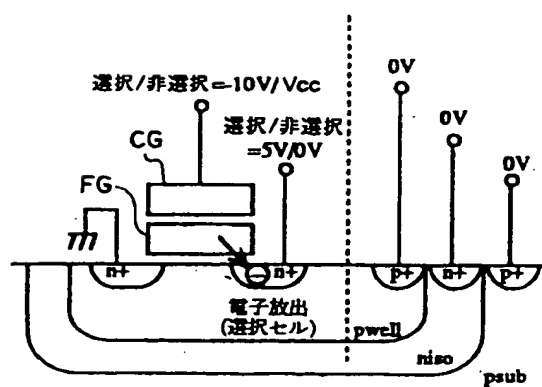 0V
選択/非選択=-10V/Vcc
0V
選択/非選択
=5V/0V
CG
0V
FG
n+
n+
p+
n+
p+
電子放出
(選択セル)
pwell
niso
psub